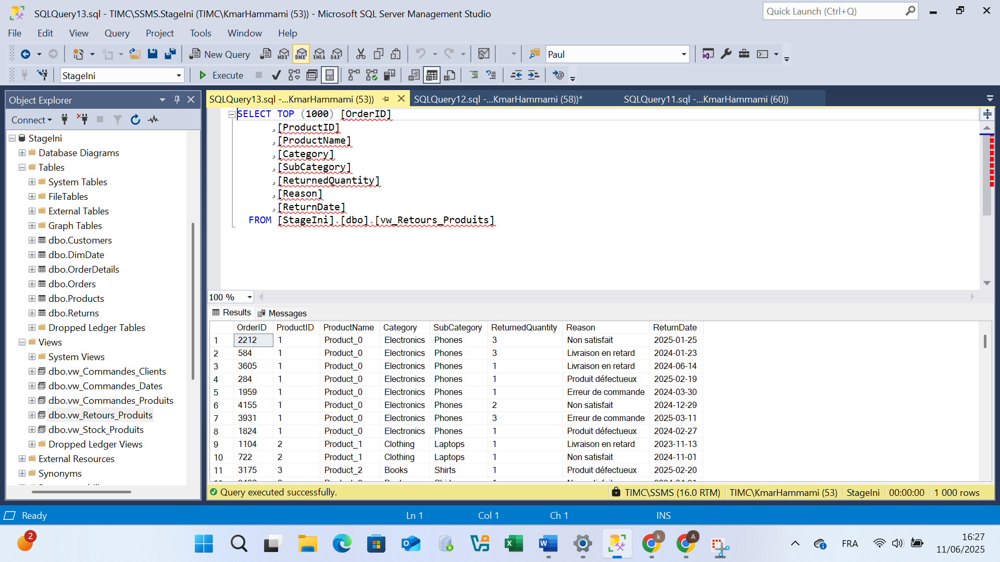 SQLQuery13.sql - TIMC\SSMS.StageIni (TIMC\KmarHammami (53)) - Microsoft SQL Server Management Studio
Quick Launch (Ctrl+Q)
File Edit View Query Project Tools Window Help
New Query MDX DMX XMLA DAX Paul
StageIni Execute
Object Explorer
Connect
StageIni
Database Diagrams
Tables
System Tables
FileTables
External Tables
Graph Tables
dbo.Customers
dbo.DimDate
dbo.OrderDetails
dbo.Orders
dbo.Products
dbo.Returns
Dropped Ledger Tables
Views
System Views
dbo.vw_Commandes_Clients
dbo.vw_Commandes_Dates
dbo.vw_Commandes_Produits
dbo.vw_Retours_Produits
dbo.vw_Stock_Produits
Dropped Ledger Views
External Resources
Synonyms
SQLQuery13.sql -...KmarHammami (53)) SQLQuery12.sql -...KmarHammami (58))* SQLQuery11.sql -...KmarHammami (60))
SELECT TOP (1000) [OrderID]
,[ProductID]
,[ProductName]
,[Category]
,[SubCategory]
,[ReturnedQuantity]
,[Reason]
,[ReturnDate]
FROM [StageIni].[dbo].[vw_Retours_Produits]
100 %
Results Messages
OrderID ProductID ProductName Category SubCategory ReturnedQuantity Reason ReturnDate
1 2212 1 Product_0 Electronics Phones 3 Non satisfait 2025-01-25
2 584 1 Product_0 Electronics Phones 3 Livraison en retard 2024-01-23
3 3605 1 Product_0 Electronics Phones 1 Livraison en retard 2024-06-14
4 284 1 Product_0 Electronics Phones 1 Produit défectueux 2025-02-19
5 1959 1 Product_0 Electronics Phones 1 Erreur de commande 2024-03-30
6 4155 1 Product_0 Electronics Phones 2 Non satisfait 2024-12-29
7 3931 1 Product_0 Electronics Phones 3 Erreur de commande 2025-03-11
8 1824 1 Product_0 Electronics Phones 1 Produit défectueux 2024-02-27
9 1104 2 Product_1 Clothing Laptops 1 Livraison en retard 2023-11-13
10 722 2 Product_1 Clothing Laptops 1 Non satisfait 2024-11-01
11 3175 3 Product_2 Books Shirts 1 Produit défectueux 2025-02-20
Query executed successfully. TIMC\SSMS (16.0 RTM) TIMC\KmarHammami (53) StageIni 00:00:00 1 000 rows
Ready Ln 1 Col 1 Ch 1 INS
2
k
A
FRA
16:27
11/06/2025